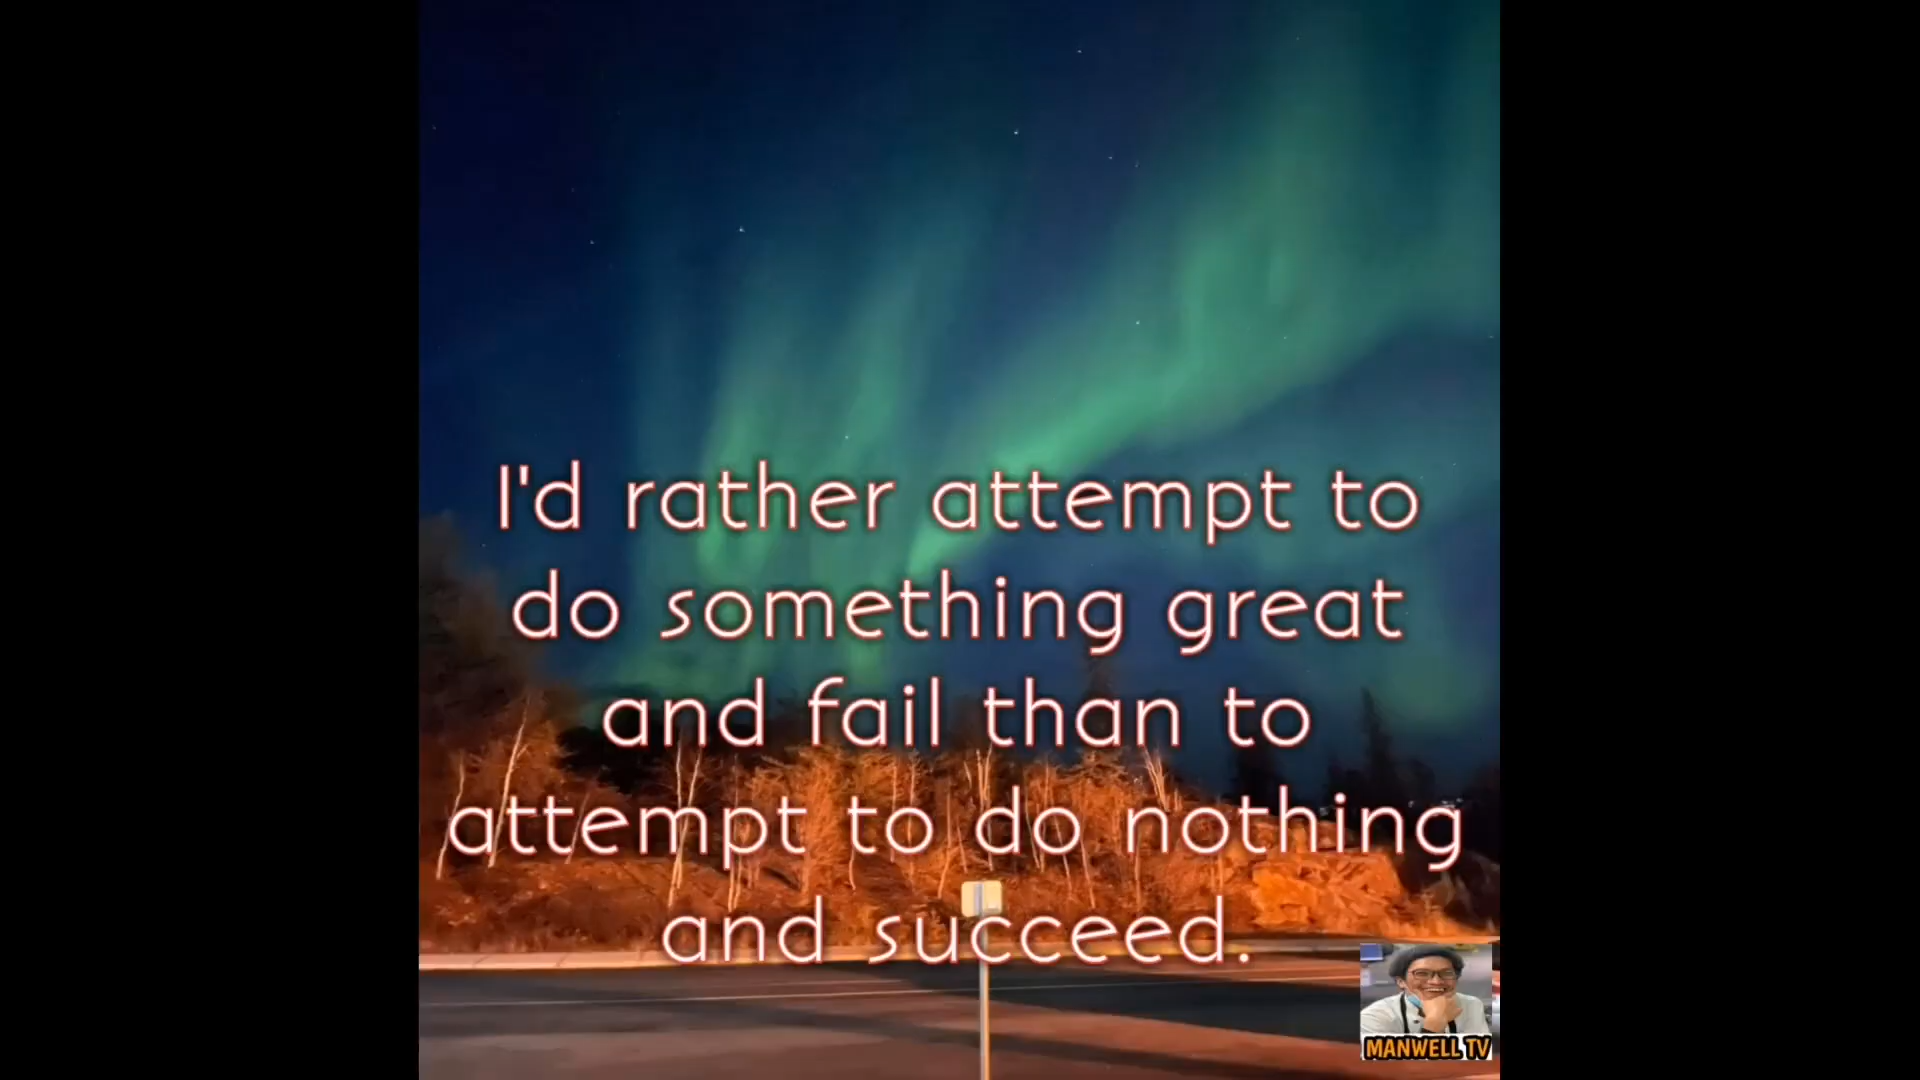 I'd rather attempt to
do something great
and fail than to
attempt to do nothing
and succeed.
MANWELL TV